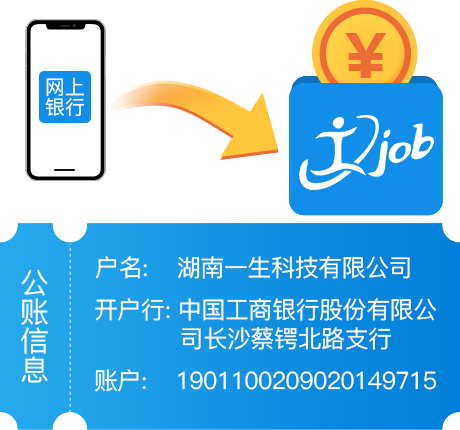 网上
银行
¥
job
公账信息
户名: 湖南一生科技有限公司
开户行: 中国工商银行股份有限公
司长沙蔡锷北路支行
账户: 1901100209020149715